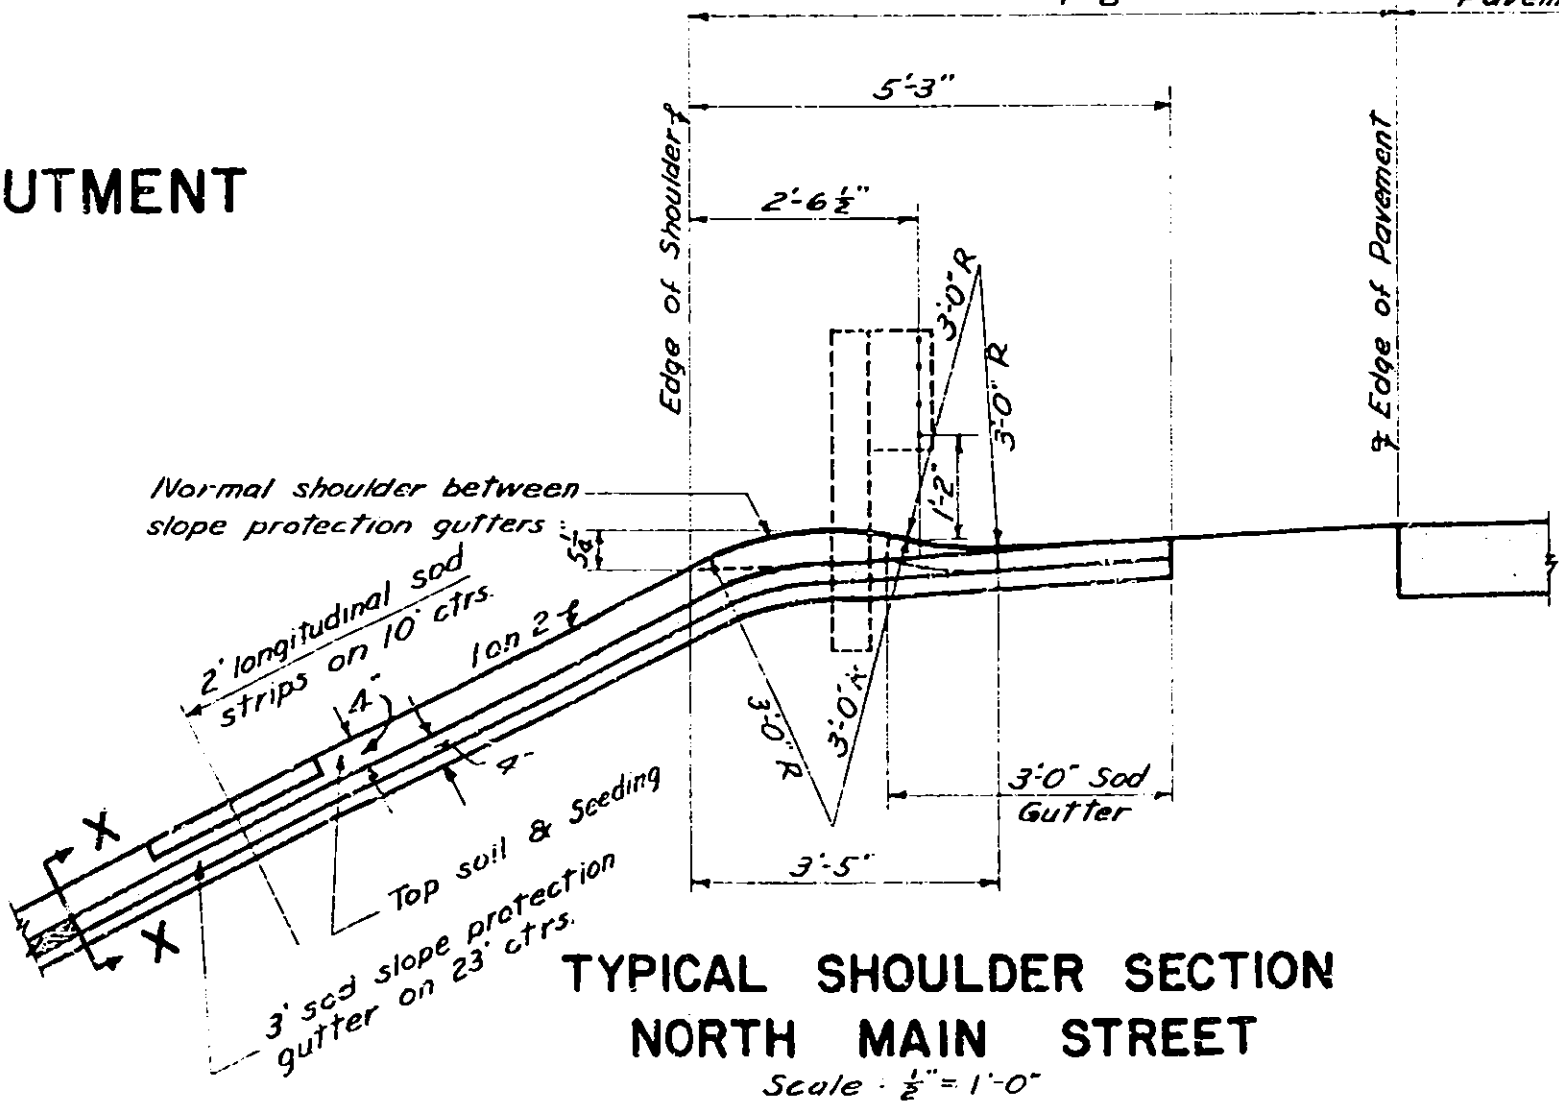 5'-3"
UTMENT
2'-6 1/2"
Edge of Shoulder
Edge of Pavement
3'-0" R
3'-0" R
1'-2"
Normal shoulder between
slope protection gutters
2' longitudinal sod
strips on 10' ctrs.
1 on 2
4"
4"
3'-0" R
3'-0" R
3'-0" Sod
Gutter
3'-5"
X
X
Top soil & Seeding
3' sod slope protection
gutter on 23' ctrs.
TYPICAL SHOULDER SECTION
NORTH MAIN STREET
Scale · 1/2" = 1'-0"